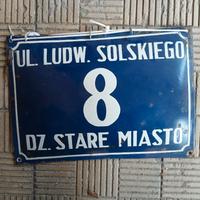 UL. LUDW. SOLSKIEGO
8
DZ. STARE MIASTO